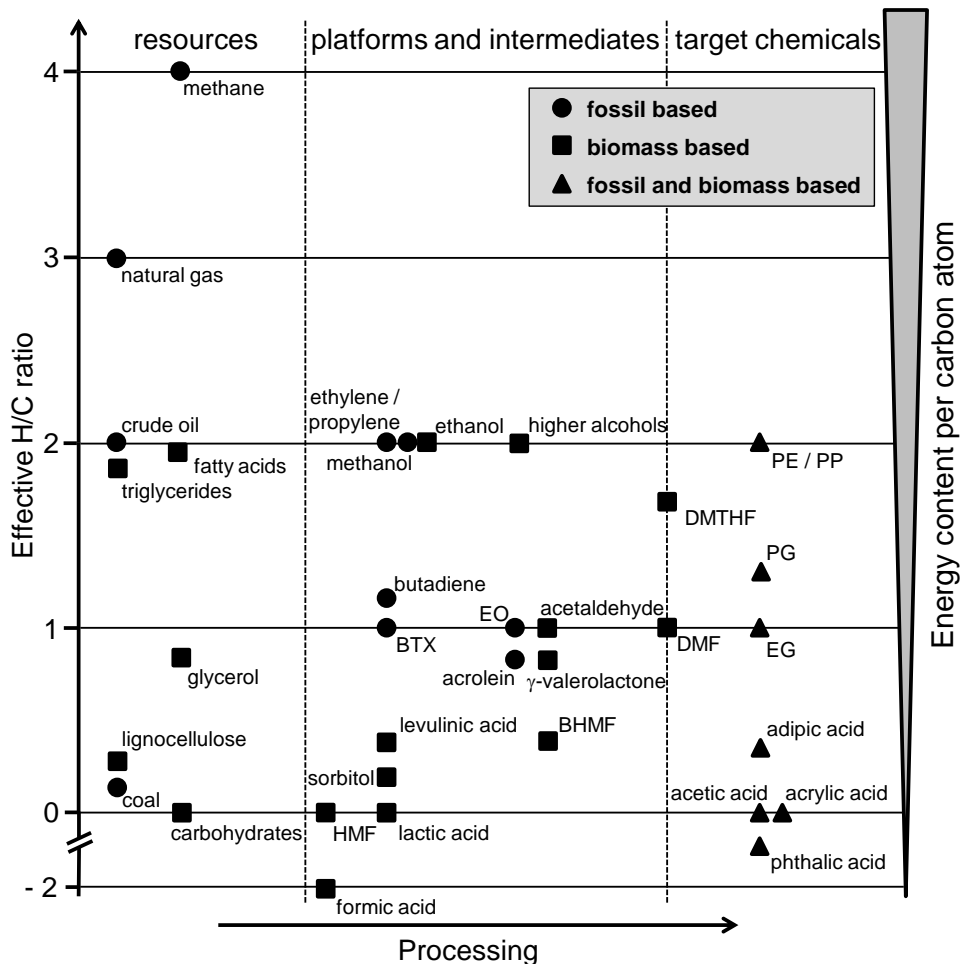 resources
platforms and intermediates
target chemicals
4
methane
fossil based
biomass based
fossil and biomass based
3
natural gas
Effective H/C ratio
Energy content per carbon atom
2
crude oil
fatty acids
triglycerides
ethylene /
propylene
methanol
ethanol
higher alcohols
PE / PP
DMTHF
PG
butadiene
1
BTX
EO
acetaldehyde
DMF
EG
glycerol
acrolein
γ-valerolactone
lignocellulose
levulinic acid
BHMF
adipic acid
coal
sorbitol
acetic acid
acrylic acid
0
carbohydrates
HMF
lactic acid
phthalic acid
- 2
formic acid
Processing